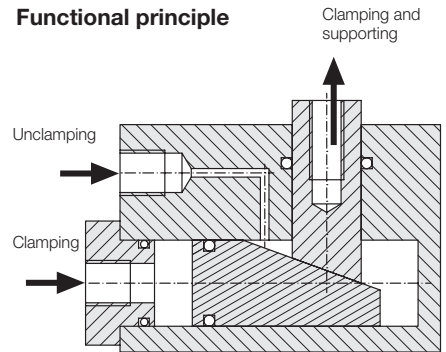 Functional principle
Clamping and
supporting
Unclamping
Clamping